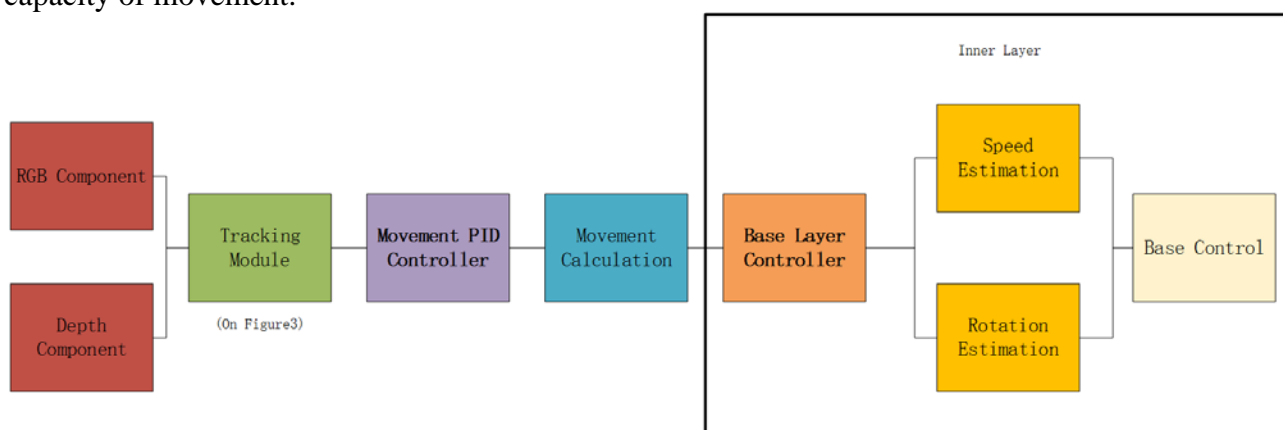 capacity of movement.
Inner Layer
RGB Component
Depth
Component
Tracking
Module
(On Figure3)
Movement PID
Controller
Movement
Calculation
Base Layer
Controller
Speed
Estimation
Rotation
Estimation
Base Control